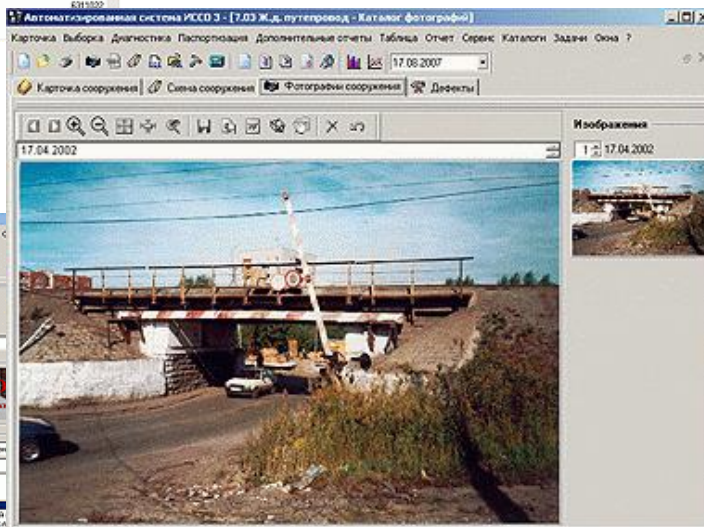 6311022
Автоматизированная система ИССО 3 - [7.03 Ж.д. путепровод - Каталог фотографий]
Карточка Выборка Диагностика Паспортизация Дополнительные отчеты Таблица Отчет Сервис Каталоги Задачи Окна ?
17.08.2007
Карточка сооружения Схема сооружения Фотографии сооружения Дефекты
Изображения
17.04.2002
1 17.04.2002